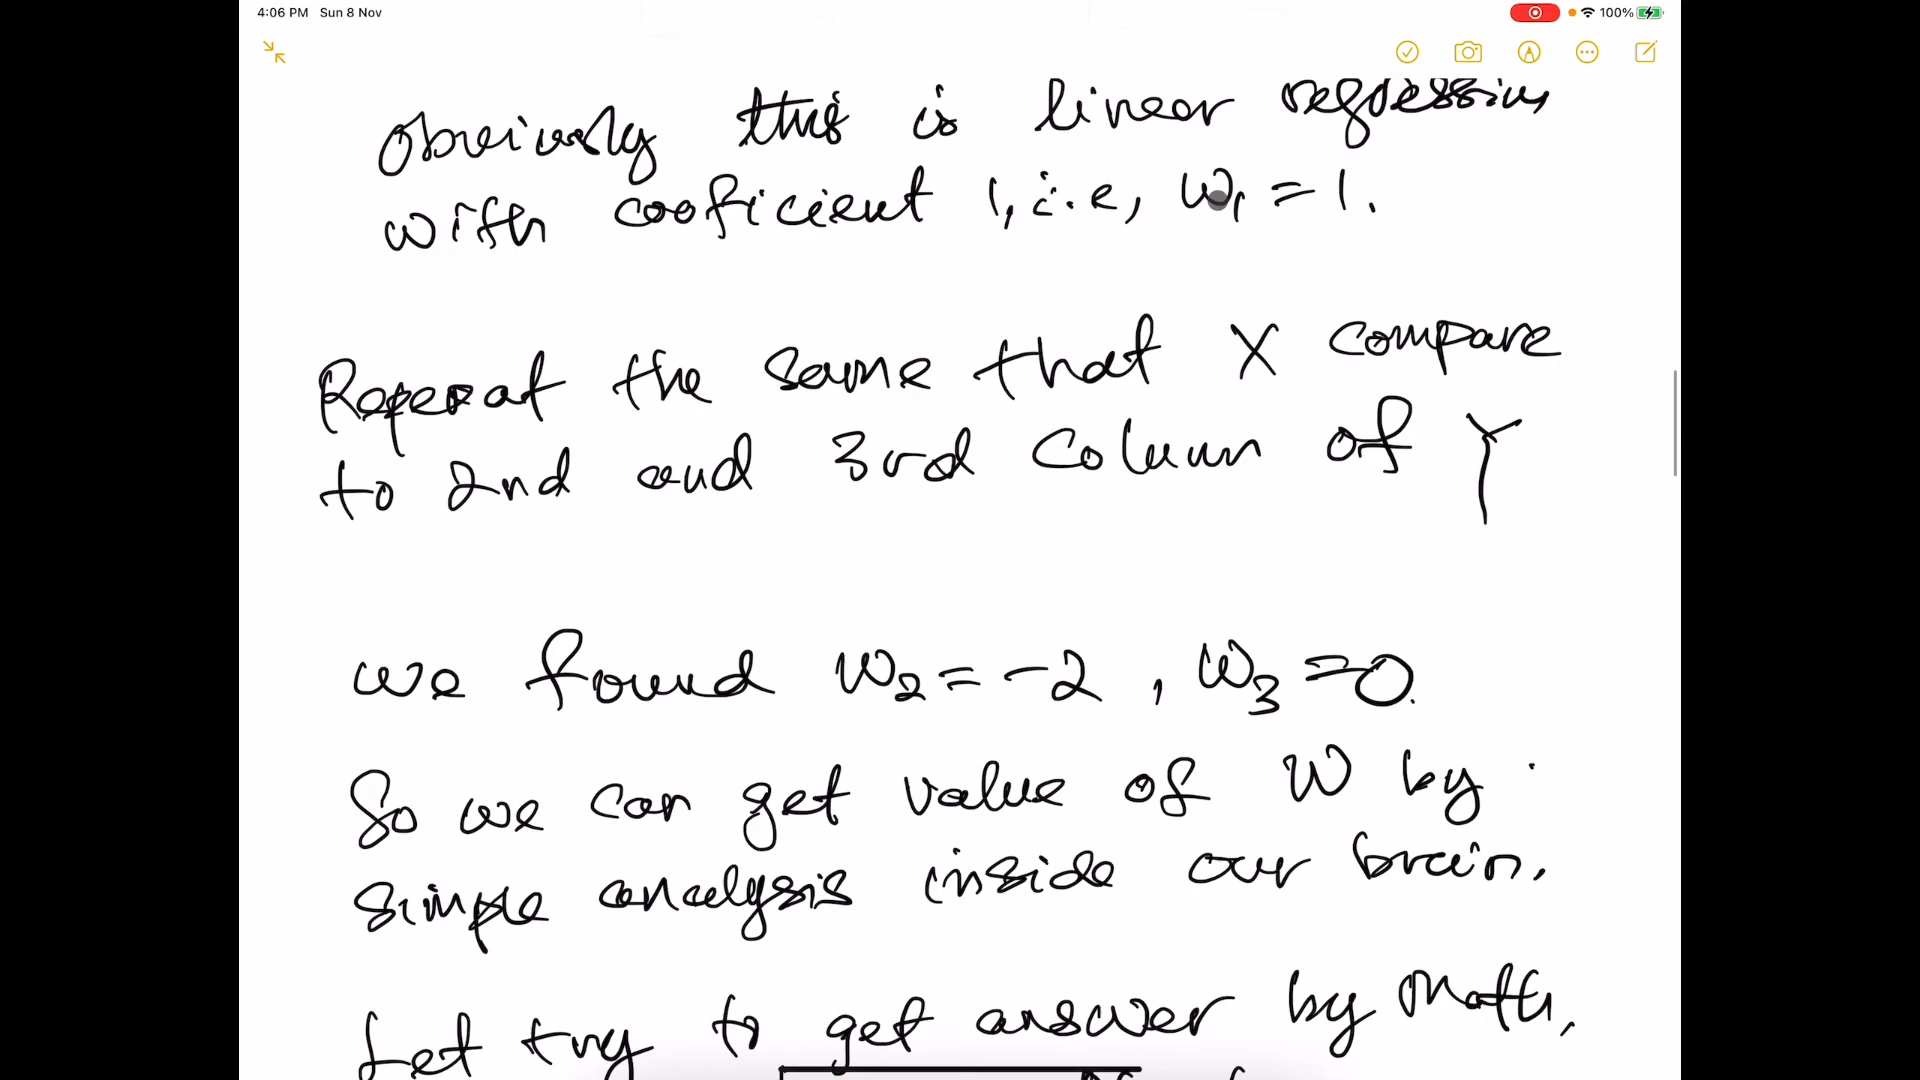 4:06 PM Sun 8 Nov
100%
Obviously this is linear regression
with cooficient 1, i.e, w₁ = 1.
Repeat the same that X compare
to 2nd and 3rd Column of Y
we found w₂ = -2 , w₃ = 0.
So we can get value of W by
simple analysis inside our brain.
Let try to get answer by Math,